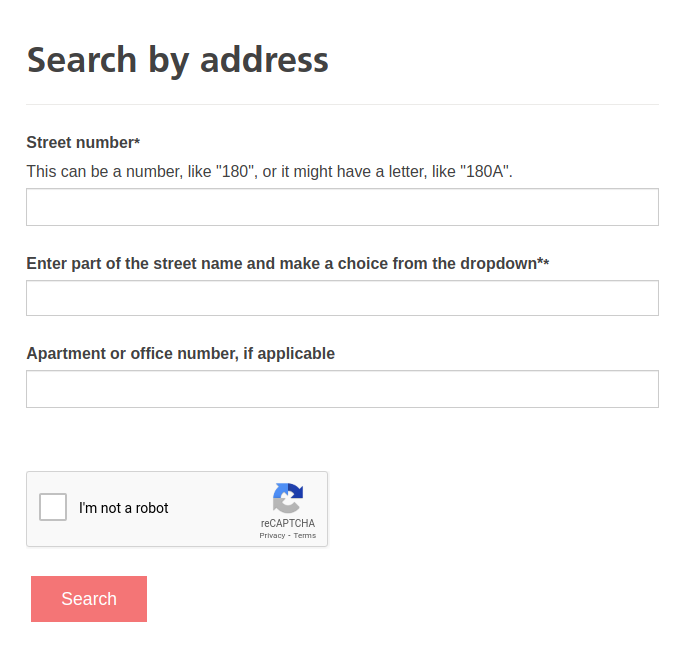 Search by address
Street number*
This can be a number, like "180", or it might have a letter, like "180A".
Enter part of the street name and make a choice from the dropdown**
Apartment or office number, if applicable
I'm not a robot
reCAPTCHA
Privacy - Terms
Search